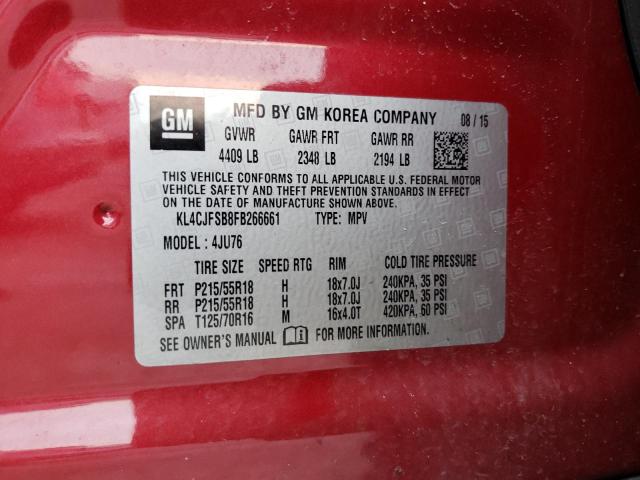 GM MFD BY GM KOREA COMPANY 08 / 15
GVWR GAWR FRT GAWR RR
4409 LB 2348 LB 2194 LB
THIS VEHICLE CONFORMS TO ALL APPLICABLE U.S. FEDERAL MOTOR
VEHICLE SAFETY AND THEFT PREVENTION STANDARDS IN EFFECT
ON THE DATE OF MANUFACTURE SHOWN ABOVE.
KL4CJFSB8FB266661 TYPE: MPV
MODEL : 4JU76
TIRE SIZE SPEED RTG RIM COLD TIRE PRESSURE
FRT P215/55R18 H 18x7.0J 240KPA, 35 PSI
RR P215/55R18 H 18x7.0J 240KPA, 35 PSI
SPA T125/70R16 M 16x4.0T 420KPA, 60 PSI
SEE OWNER'S MANUAL FOR MORE INFORMATION